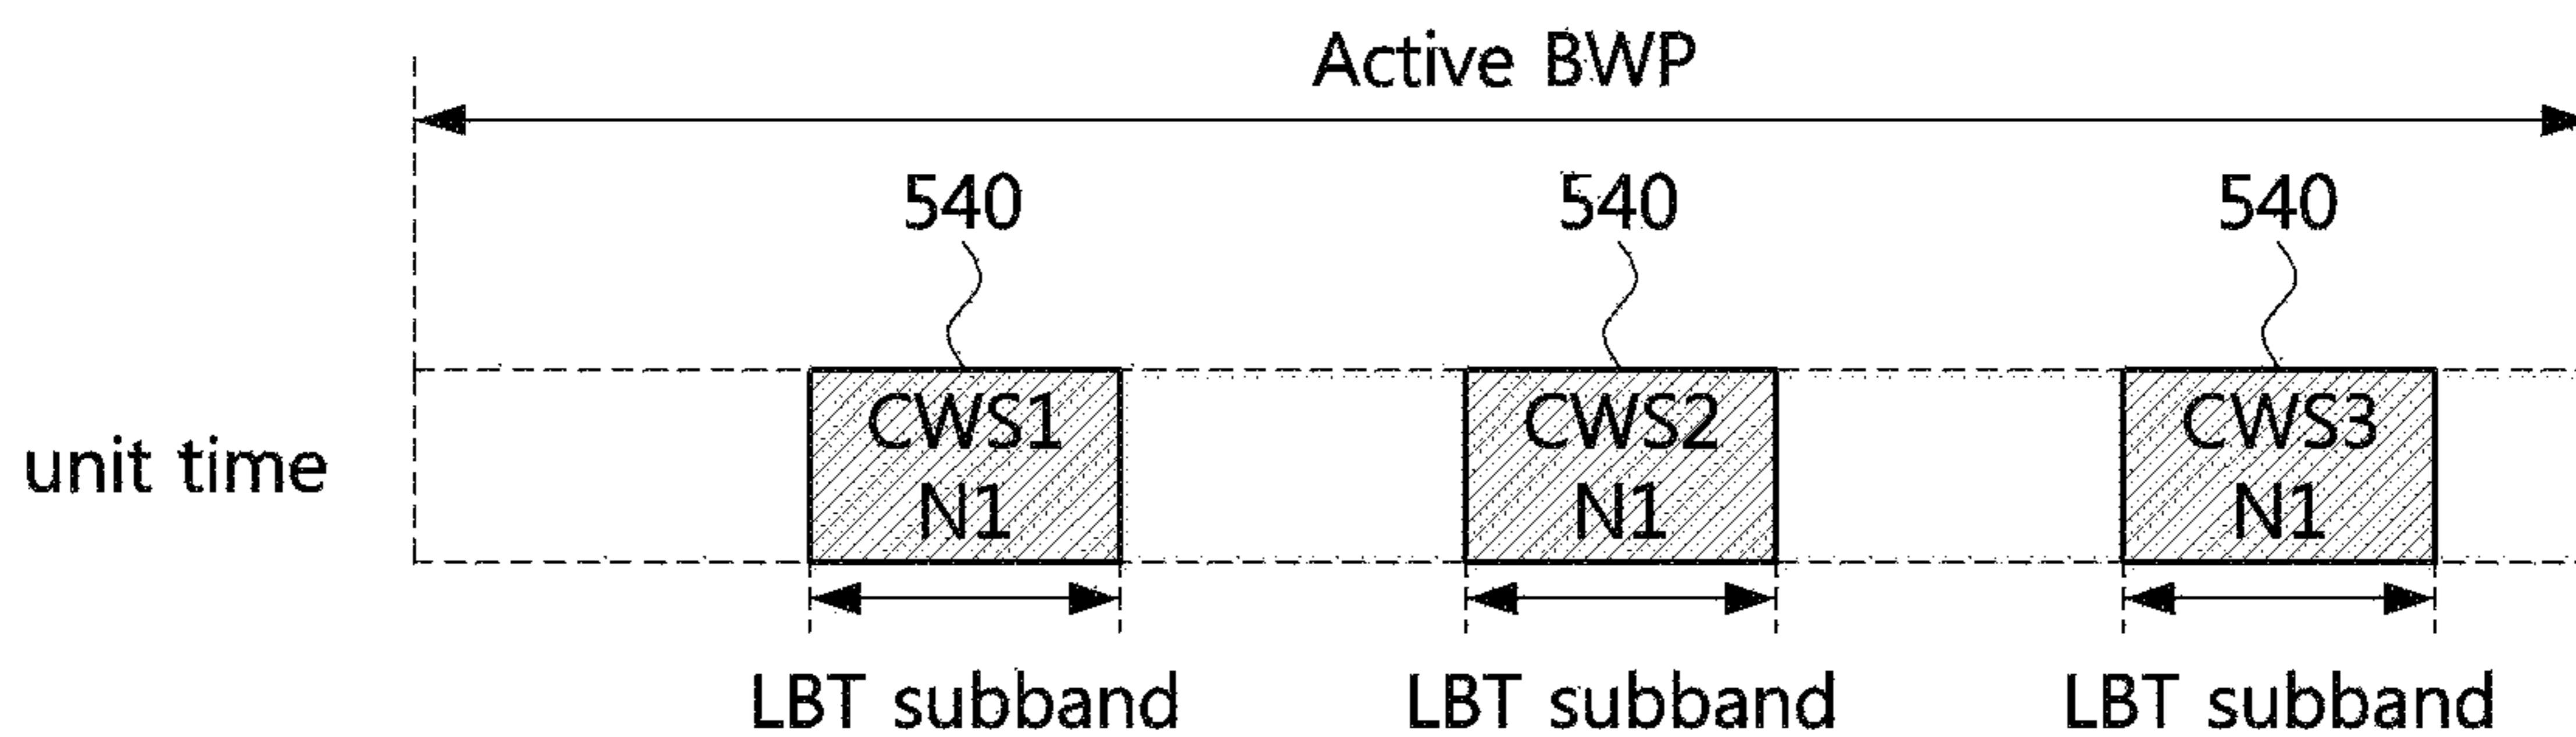 Active BWP
540 540 540
unit time
CWS1 CWS2 CWS3
N1 N1 N1
LBT subband LBT subband LBT subband